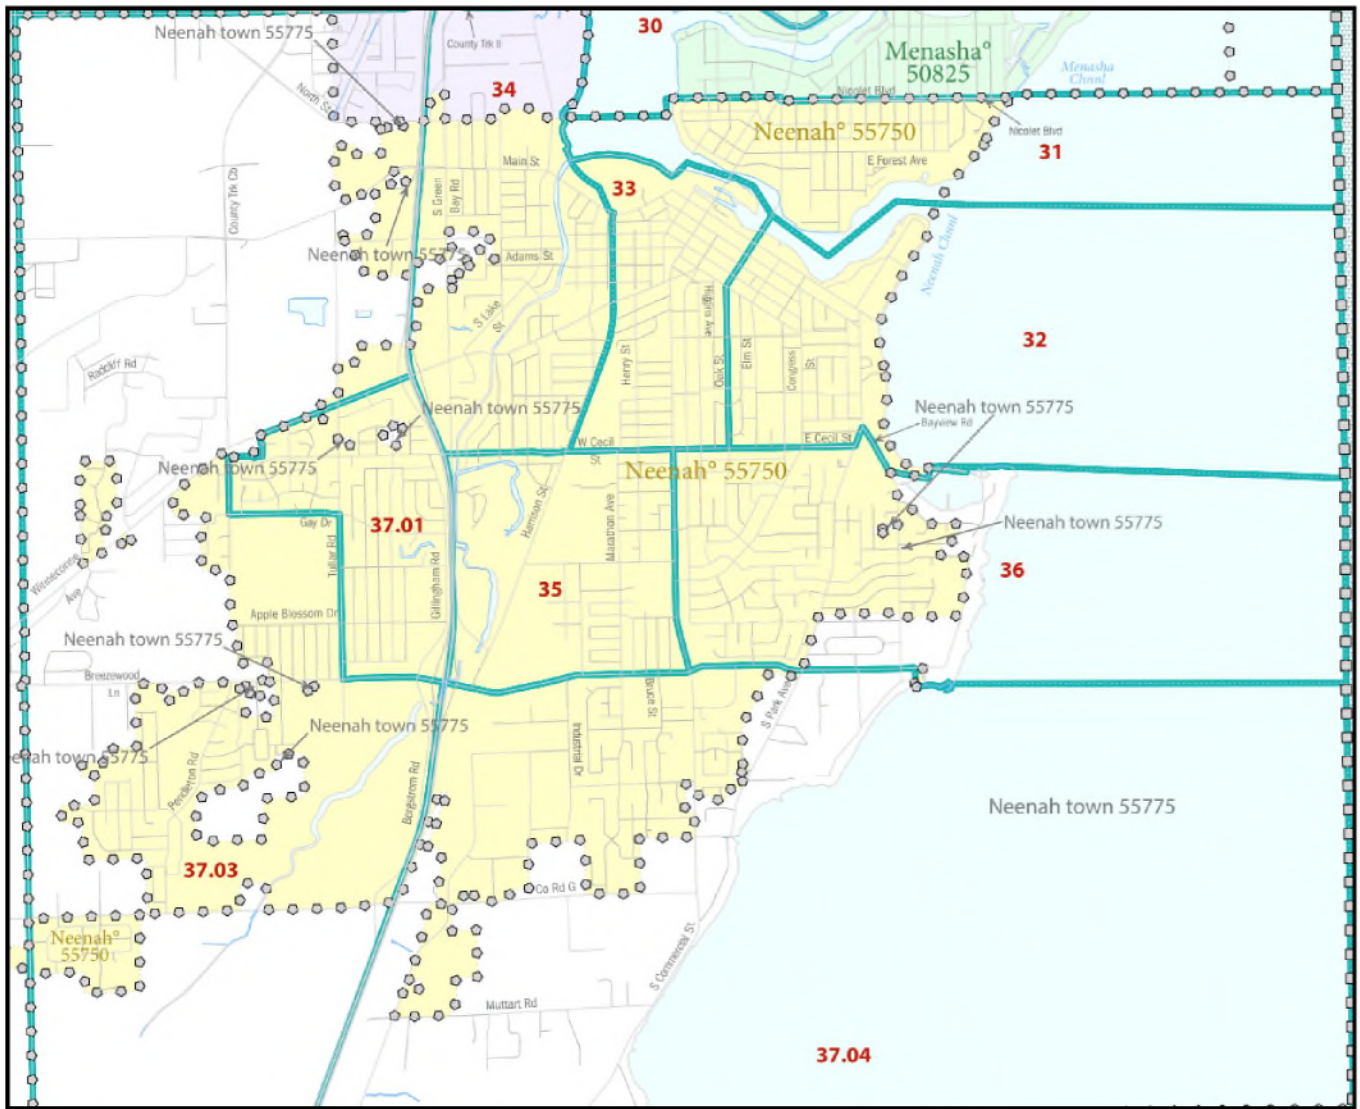 30
Neenah town 55775
County Trk II
Menasha°
50825
Menasha
Chnnl
34
North St
Nicolet Blvd
Neenah° 55750
Nicolet Blvd
31
Main St
E Forest Ave
County Trk Cb
S Green
Bay Rd
33
Neenah Chnnl
Neenah town 55775
Adams St
Higgins Ave
S Lake
St
32
Henry St
Oak St
Elm St
Congress
St
Radcliff Rd
Neenah town 55775
Neenah town 55775
Bayview Rd
W Cecil
St
E Cecil St
Neenah town 55775
Neenah° 55750
Harrison St
Marathon Ave
Gay Dr
37.01
Neenah town 55775
Tullar Rd
Gillingham Rd
Winneconne
Ave
35
36
Apple Blossom Dr
Neenah town 55775
Breezewood
Ln
Bruce St
S Park Ave
Neenah town 55775
eenah town 55775
Industrial Dr
Pendleton Rd
Bergstrom Rd
Neenah town 55775
37.03
Co Rd G
Neenah°
55750
S Commercial St
Muttart Rd
37.04